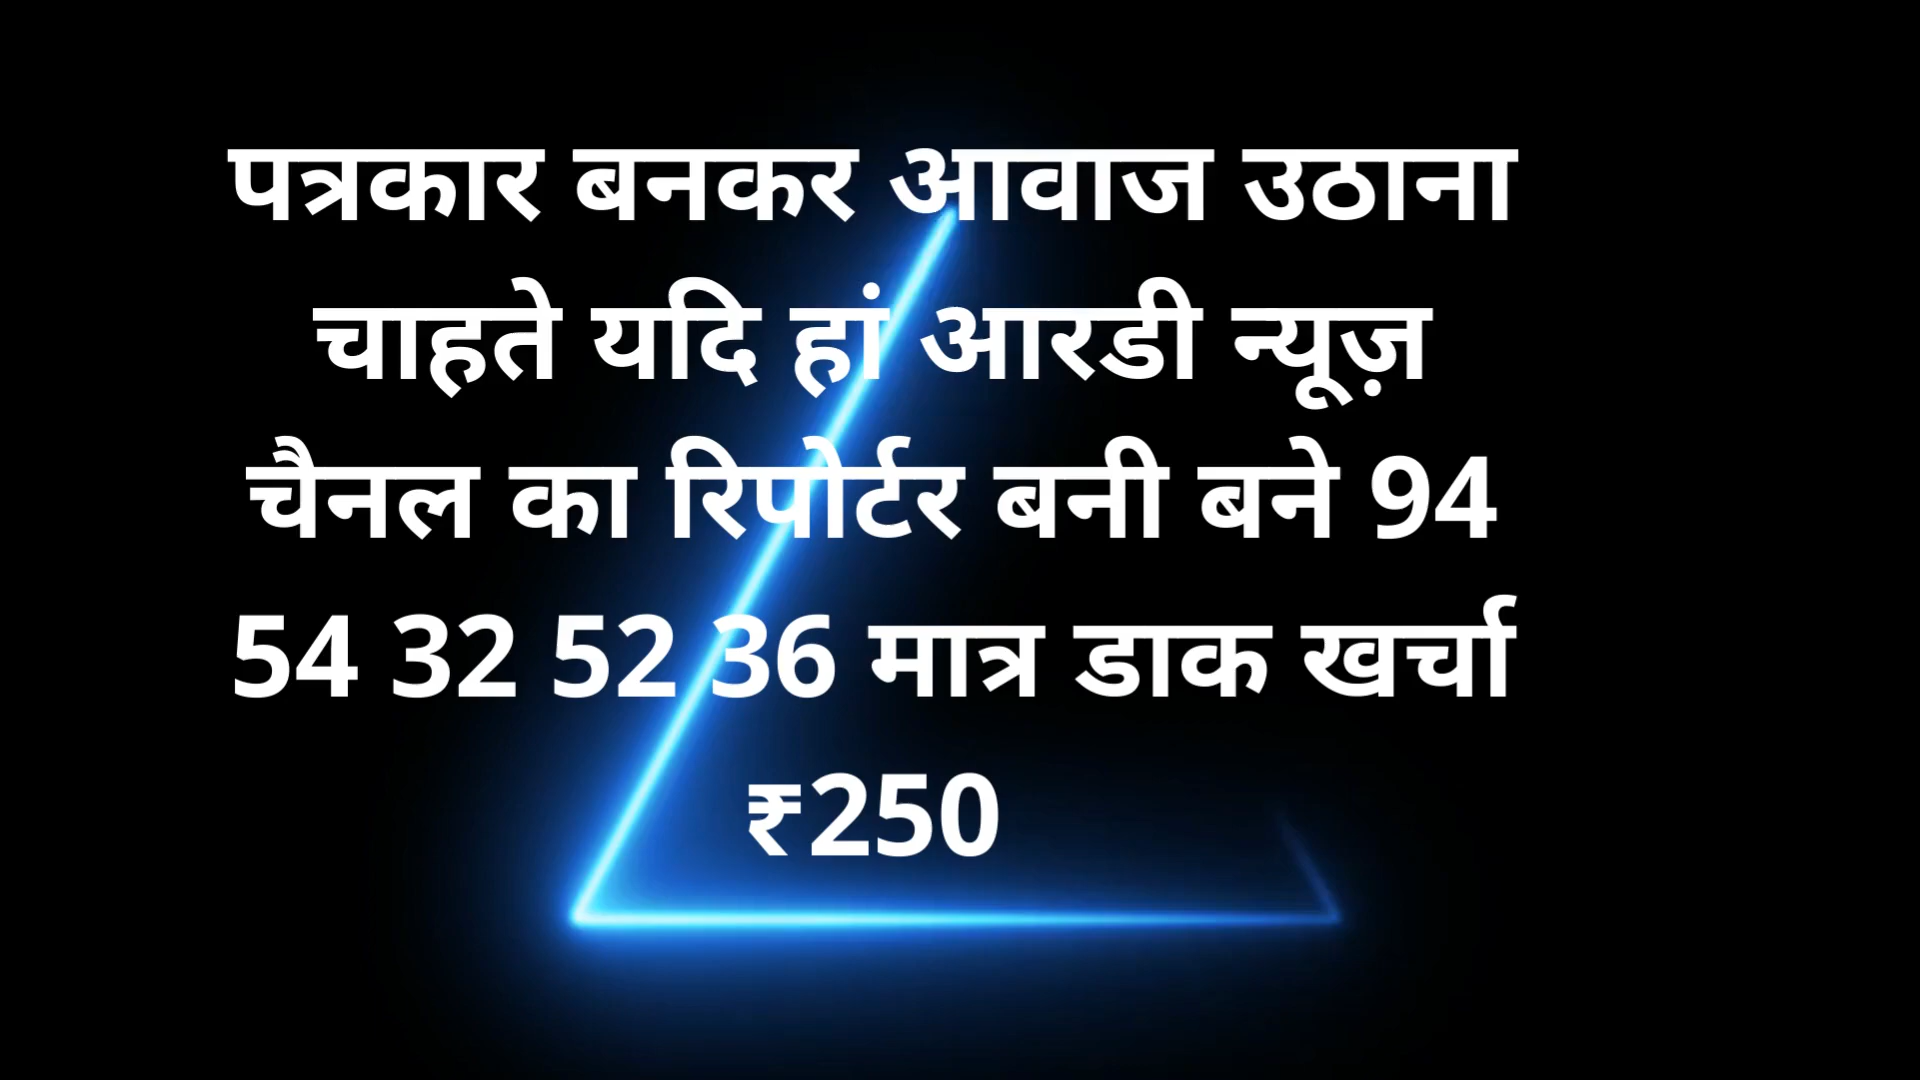 पत्रकार बनकर आवाज उठाना
चाहते यदि हां आरडी न्यूज़
चैनल का रिपोर्टर बनी बने 94
54 32 52 36 मात्र डाक खर्चा
₹250